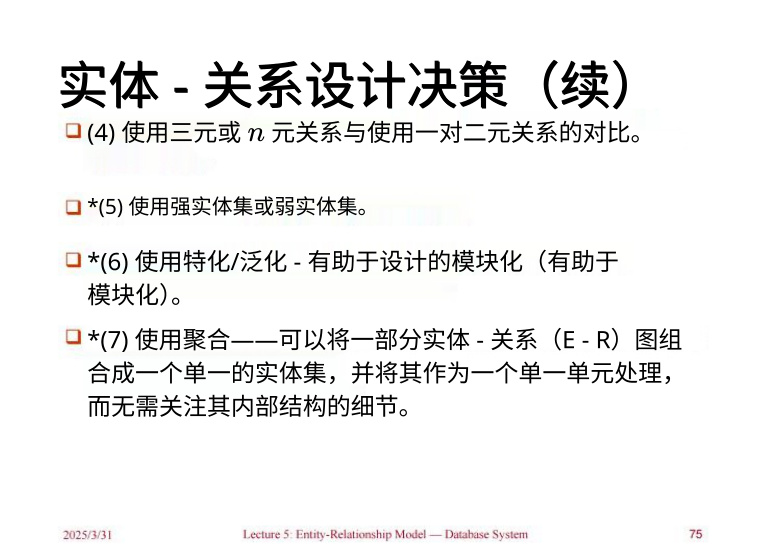 实体 - 关系设计决策（续）
(4) 使用三元或 n 元关系与使用一对二元关系的对比。
*(5) 使用强实体集或弱实体集。
*(6) 使用特化/泛化 - 有助于设计的模块化（有助于
模块化）。
*(7) 使用聚合——可以将一部分实体 - 关系（E - R）图组
合成一个单一的实体集，并将其作为一个单一单元处理，
而无需关注其内部结构的细节。
2025/3/31 Lecture 5: Entity-Relationship Model — Database System 75